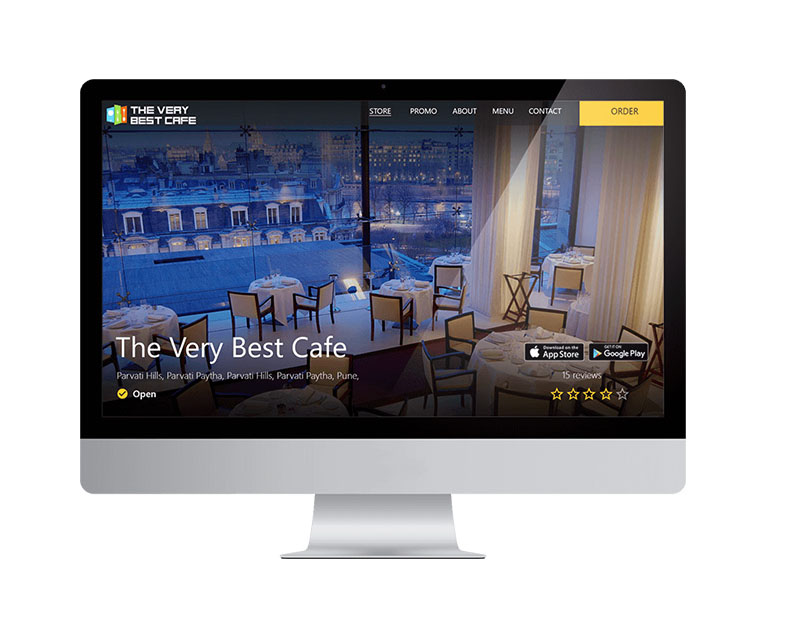 THE VERY
BEST CAFE
STORE PROMO ABOUT MENU CONTACT ORDER
The Very Best Cafe
Parvati Hills, Parvati Paytha, Parvati Hills, Parvati Paytha, Pune,
Open
Download on the
App Store
GET IT ON
Google Play
15 reviews